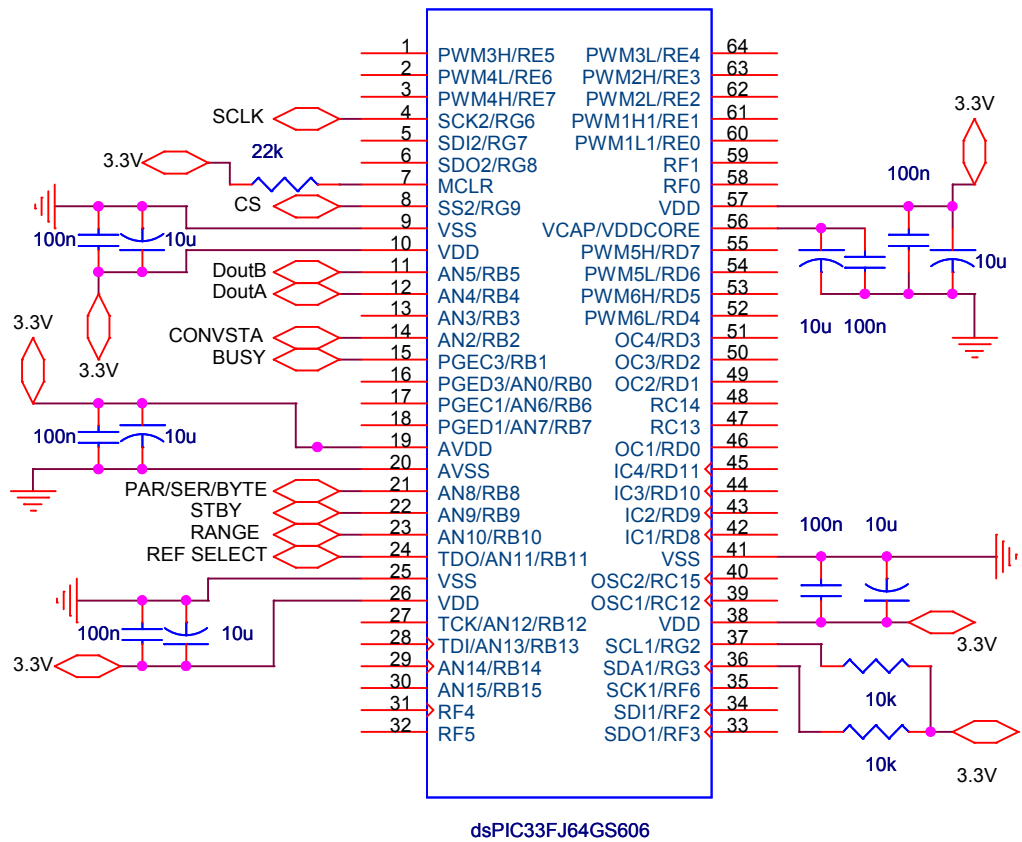 1 PWM3H/RE5 PWM3L/RE4 64
2 PWM4L/RE6 PWM2H/RE3 63
3 PWM4H/RE7 PWM2L/RE2 62
SCLK 4 SCK2/RG6 PWM1H1/RE1 61 3.3V
5 SDI2/RG7 PWM1L1/RE0 60
3.3V 22k 6 SDO2/RG8 RF1 59
7 MCLR RF0 58 100n
CS 8 SS2/RG9 VDD 57
100n 10u 9 VSS VCAP/VDDCORE 56
10 VDD PWM5H/RD7 55 10u
DoutB 11 AN5/RB5 PWM5L/RD6 54
DoutA 12 AN4/RB4 PWM6H/RD5 53
3.3V 13 AN3/RB3 PWM6L/RD4 52 10u 100n
CONVSTA 14 AN2/RB2 OC4/RD3 51
3.3V BUSY 15 PGEC3/RB1 OC3/RD2 50
16 PGED3/AN0/RB0 OC2/RD1 49
17 PGEC1/AN6/RB6 RC14 48
100n 10u 18 PGED1/AN7/RB7 RC13 47
19 AVDD OC1/RD0 46
20 AVSS IC4/RD11 45
PAR/SER/BYTE 21 AN8/RB8 IC3/RD10 44
STBY 22 AN9/RB9 IC2/RD9 43
RANGE 23 AN10/RB10 IC1/RD8 42 100n 10u
REF SELECT 24 TDO/AN11/RB11 VSS 41
25 VSS OSC2/RC15 40
26 VDD OSC1/RC12 39
100n 10u 27 TCK/AN12/RB12 VDD 38
28 TDI/AN13/RB13 SCL1/RG2 37 3.3V
3.3V 29 AN14/RB14 SDA1/RG3 36
30 AN15/RB15 SCK1/RF6 35 10k
31 RF4 SDI1/RF2 34
32 RF5 SDO1/RF3 33
10k 3.3V
dsPIC33FJ64GS606